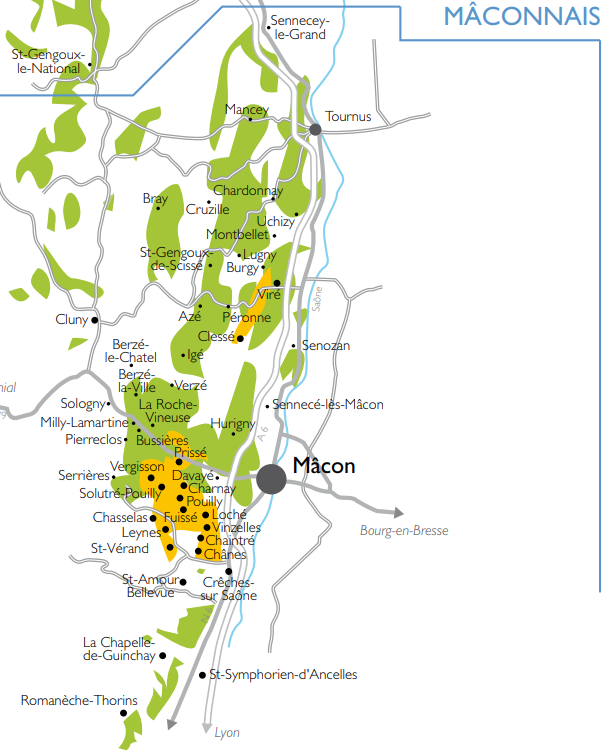 MÂCONNAIS
Sennecey-
le-Grand
St-Gengoux-
le-National
Mancey
Tournus
Chardonnay
Bray
Cruzille
Uchizy
Montbellet
St-Gengoux-
de-Scissé
Lugny
Burgy
Viré
Saône
Azé
Péronne
Cluny
Clessé
Berzé-
le-Chatel
Igé
Senozan
Berzé-
la-Ville
Verzé
nial
Sologny
La Roche-
Vineuse
Sennecé-lès-Mâcon
Milly-Lamartine
Hurigny
A 6
Pierreclos
Bussières
Prissé
Mâcon
Vergisson
Serrières
Davayé
Charnay
Solutré-Pouilly
Pouilly
Chasselas
Fuissé
Loché
Bourg-en-Bresse
Leynes
Vinzelles
Chaintré
St-Vérand
Chânes
St-Amour
Bellevue
Crêches-
sur Saône
N 6
La Chapelle-
de-Guinchay
St-Symphorien-d'Ancelles
Romanèche-Thorins
Lyon